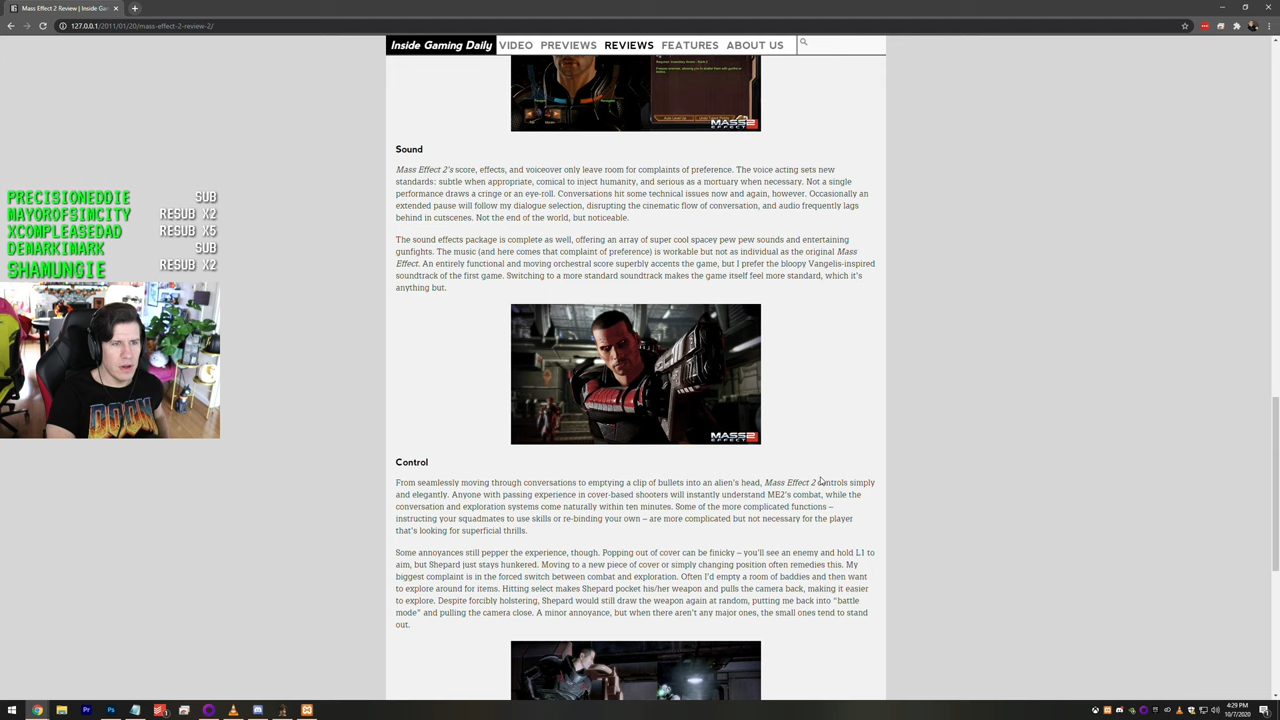 Mass Effect 2 Review | Inside Ga
127.0.0.1/2011/01/20/mass-effect-2-review-2/
Inside Gaming Daily VIDEO PREVIEWS REVIEWS FEATURES ABOUT US
MASS 2
EFFECT
Sound
Mass Effect 2's score, effects, and voiceover only leave room for complaints of preference. The voice acting sets new
standards: subtle when appropriate, comical to inject humanity, and serious as a mortuary when necessary. Not a single
performance draws a cringe or an eye-roll. Conversations hit some technical issues now and again, however. Occasionally an
extended pause will follow my dialogue selection, disrupting the cinematic flow of conversation, and audio frequently lags
behind in cutscenes. Not the end of the world, but noticeable.
The sound effects package is complete as well, offering an array of super cool spacey pew pew sounds and entertaining
gunfights. The music (and here comes that complaint of preference) is workable but not as individual as the original Mass
Effect. An entirely functional and moving orchestral score superbly accents the game, but I prefer the bloopy Vangelis-inspired
soundtrack of the first game. Switching to a more standard soundtrack makes the game itself feel more standard, which it's
anything but.
MASS 2
EFFECT
Control
From seamlessly moving through conversations to emptying a clip of bullets into an alien's head, Mass Effect 2 controls simply
and elegantly. Anyone with passing experience in cover-based shooters will instantly understand ME2's combat, while the
conversation and exploration systems come naturally within ten minutes. Some of the more complicated functions –
instructing your squadmates to use skills or re-binding your own – are more complicated but not necessary for the player
that's looking for superficial thrills.
Some annoyances still pepper the experience, though. Popping out of cover can be finicky – you'll see an enemy and hold L1 to
aim, but Shepard just stays hunkered. Moving to a new piece of cover or simply changing position often remedies this. My
biggest complaint is in the forced switch between combat and exploration. Often I'd empty a room of baddies and then want
to explore around for items. Hitting select makes Shepard pocket his/her weapon and pulls the camera back, making it easier
to explore. Despite forcibly holstering, Shepard would still draw the weapon again at random, putting me back into "battle
mode" and pulling the camera close. A minor annoyance, but when there aren't any major ones, the small ones tend to stand
out.
PRECISIONEDDIE SUB
MAYOROFSIMCITY RESUB X2
XCOMPLEASEDAD RESUB X5
DEMARKIMARK SUB
SHAMUNGIE RESUB X2
DOOM
4:29 PM
10/7/2020